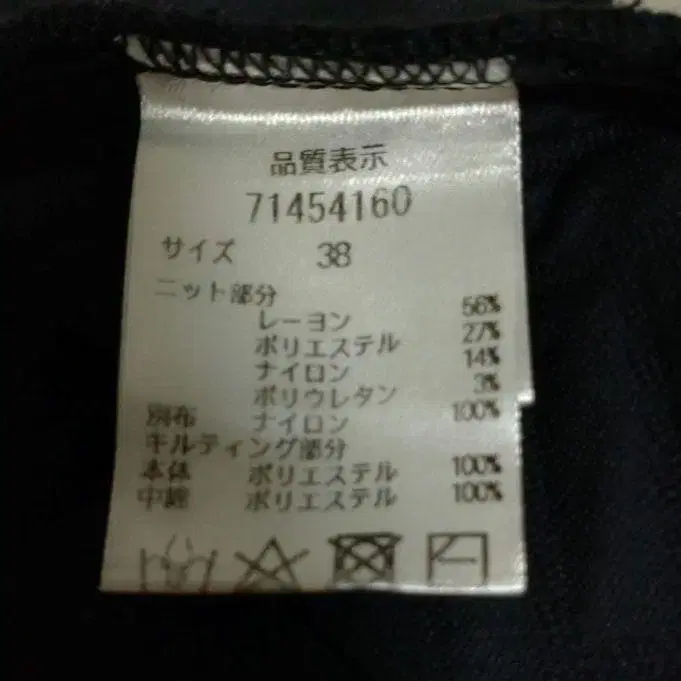 品質表示
71454160
サイズ 38
ニット部分
レーヨン 56%
ポリエステル 27%
ナイロン 14%
ポリウレタン 3%
別布 ナイロン 100%
キルティング部分
本体 ポリエステル 100%
中綿 ポリエステル 100%